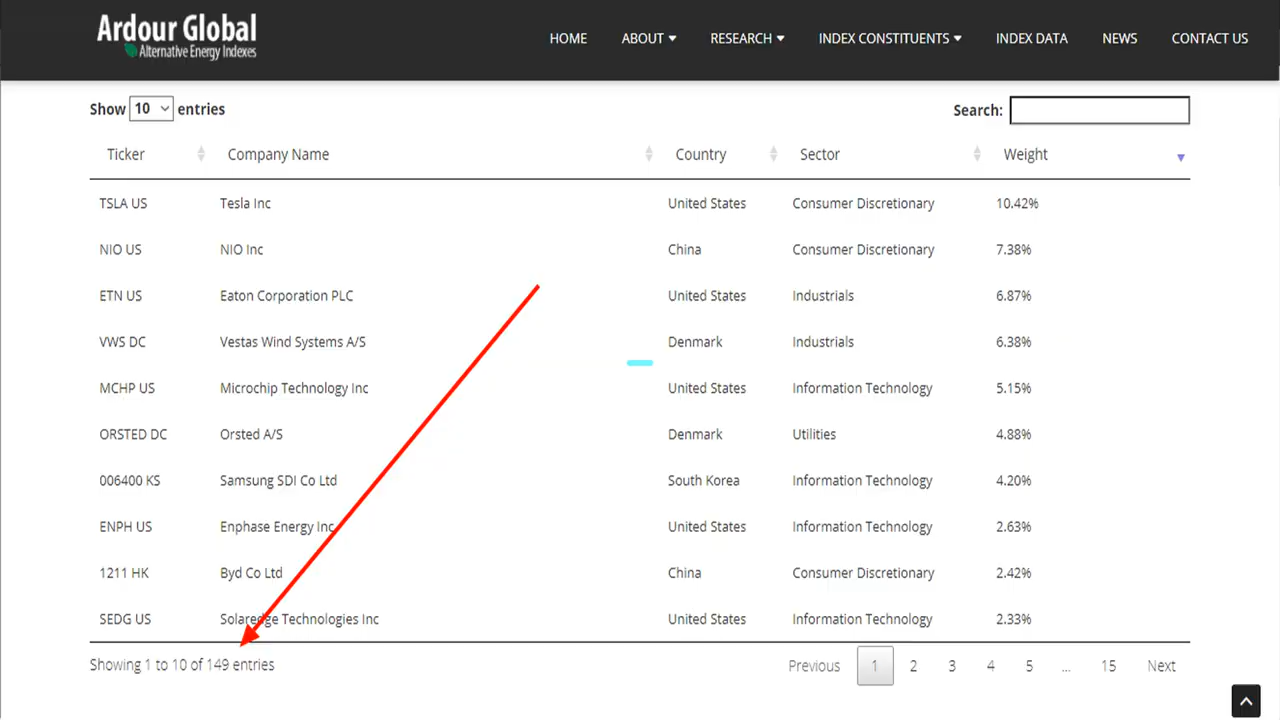 Ardour Global
Alternative Energy Indexes
HOME ABOUT RESEARCH INDEX CONSTITUENTS INDEX DATA NEWS CONTACT US
Show 10 entries Search:
Ticker Company Name Country Sector Weight
TSLA US Tesla Inc United States Consumer Discretionary 10.42%
NIO US NIO Inc China Consumer Discretionary 7.38%
ETN US Eaton Corporation PLC United States Industrials 6.87%
VWS DC Vestas Wind Systems A/S Denmark Industrials 6.38%
MCHP US Microchip Technology Inc United States Information Technology 5.15%
ORSTED DC Orsted A/S Denmark Utilities 4.88%
006400 KS Samsung SDI Co Ltd South Korea Information Technology 4.20%
ENPH US Enphase Energy Inc United States Information Technology 2.63%
1211 HK Byd Co Ltd China Consumer Discretionary 2.42%
SEDG US Solaredge Technologies Inc United States Information Technology 2.33%
Showing 1 to 10 of 149 entries Previous 1 2 3 4 5 ... 15 Next